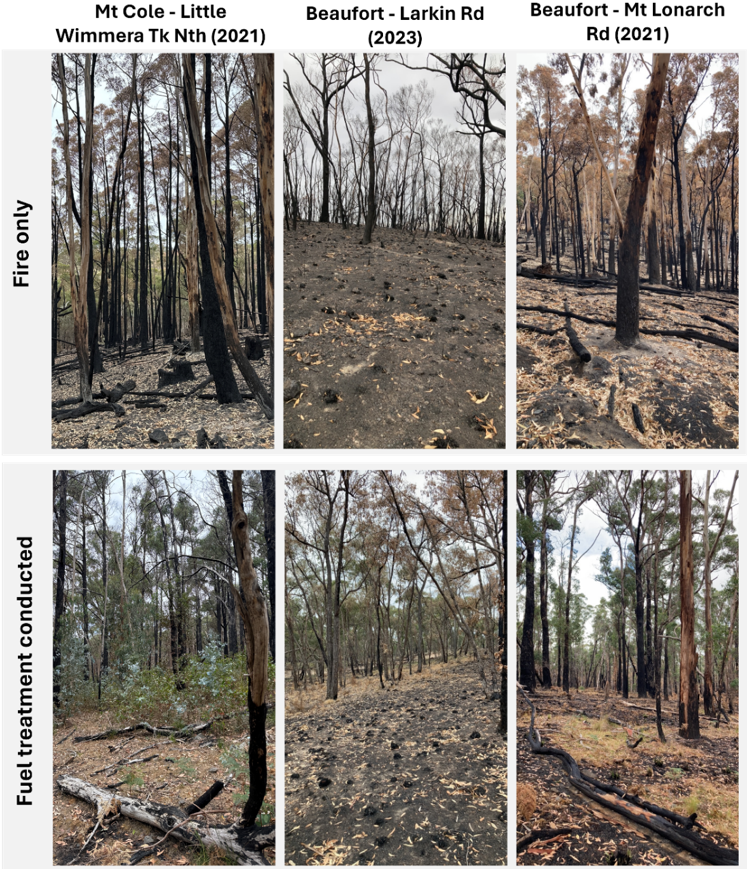 Mt Cole - Little
Wimmera Tk Nth (2021)
Beaufort - Larkin Rd
(2023)
Beaufort - Mt Lonarch
Rd (2021)
Fire only
Fuel treatment conducted